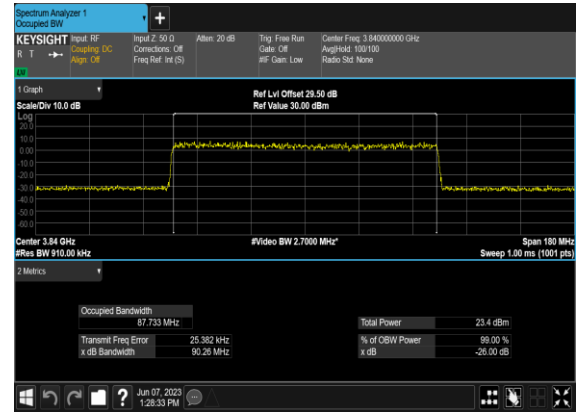 Spectrum Analyzer 1
Occupied BW
+
KEYSIGHT Input: RF Input Z: 50 Ω Atten: 20 dB Trig: Free Run Center Freq: 3.840000000 GHz
R T Coupling: DC Corrections: Off Gate: Off Avg|Hold: 100/100
Align: Off Freq Ref: Int (S) #IF Gain: Low Radio Std: None
1 Graph Ref Lvl Offset 29.50 dB
Scale/Div 10.0 dB Ref Value 30.00 dBm
Log
20.0
10.0
0.00
-10.0
-20.0
-30.0
-40.0
-50.0
-60.0
Center 3.84 GHz #Video BW 2.7000 MHz* Span 180 MHz
#Res BW 910.00 kHz Sweep 1.00 ms (1001 pts)
2 Metrics
Occupied Bandwidth
87.733 MHz Total Power 23.4 dBm
Transmit Freq Error 25.382 kHz % of OBW Power 99.00 %
x dB Bandwidth 90.26 MHz x dB -26.00 dB
? Jun 07, 2023
1:28:33 PM